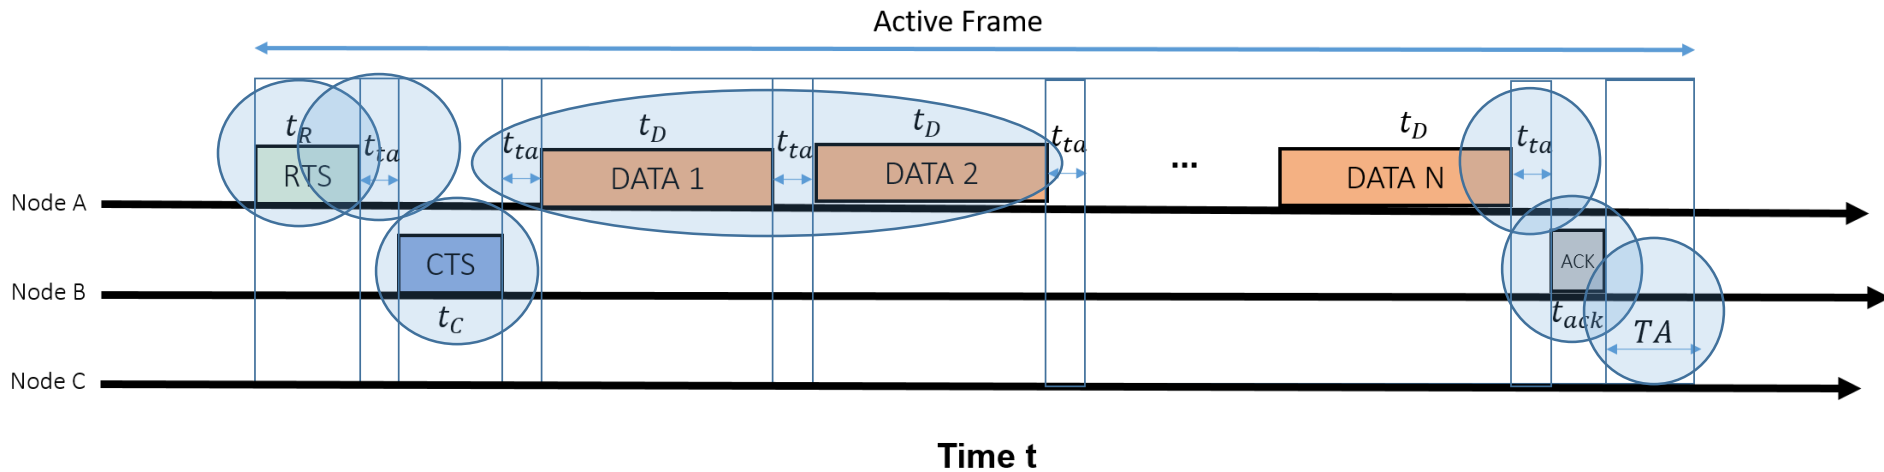 Active Frame
t_R
t_ta
t_ta
t_D
t_ta
t_D
t_ta
t_D
t_ta
RTS
DATA 1
DATA 2
...
DATA N
Node A
CTS
ACK
Node B
t_C
t_ack
TA
Node C
Time t